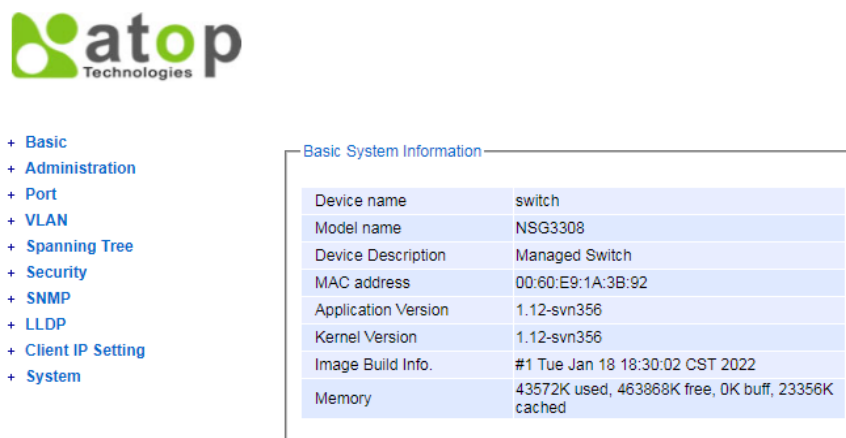 atop
Technologies
+ Basic
+ Administration
+ Port
+ VLAN
+ Spanning Tree
+ Security
+ SNMP
+ LLDP
+ Client IP Setting
+ System
Basic System Information
Device name switch
Model name NSG3308
Device Description Managed Switch
MAC address 00:60:E9:1A:3B:92
Application Version 1.12-svn356
Kernel Version 1.12-svn356
Image Build Info. #1 Tue Jan 18 18:30:02 CST 2022
Memory 43572K used, 463868K free, 0K buff, 23356K
cached